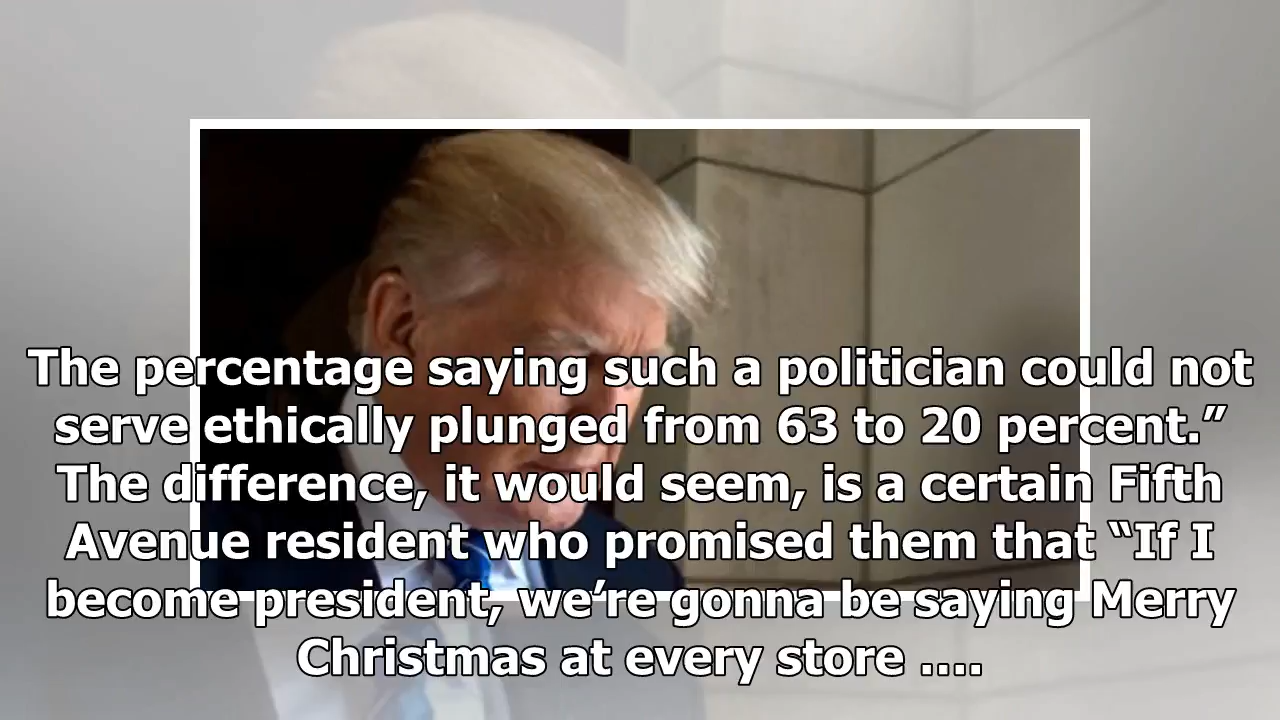 The percentage saying such a politician could not
serve ethically plunged from 63 to 20 percent.”
The difference, it would seem, is a certain Fifth
Avenue resident who promised them that “If I
become president, we’re gonna be saying Merry
Christmas at every store ....